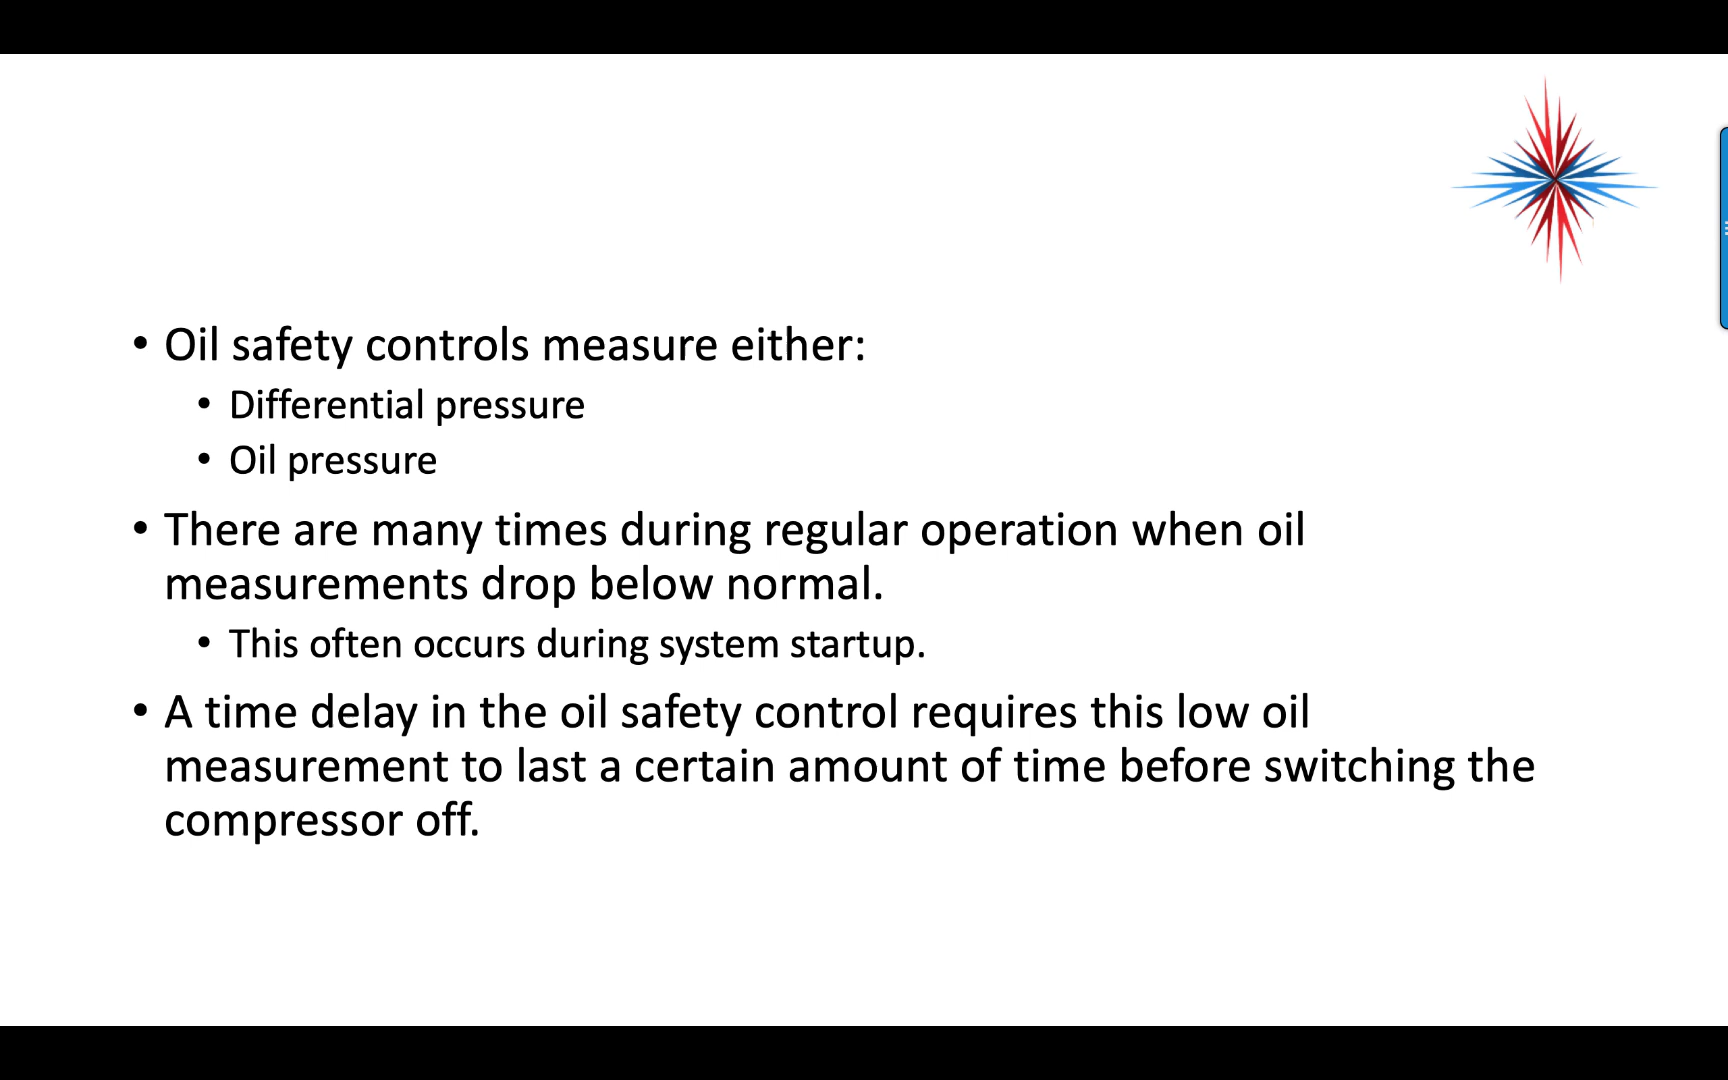 • Oil safety controls measure either:
• Differential pressure
• Oil pressure
• There are many times during regular operation when oil
measurements drop below normal.
• This often occurs during system startup.
• A time delay in the oil safety control requires this low oil
measurement to last a certain amount of time before switching the
compressor off.